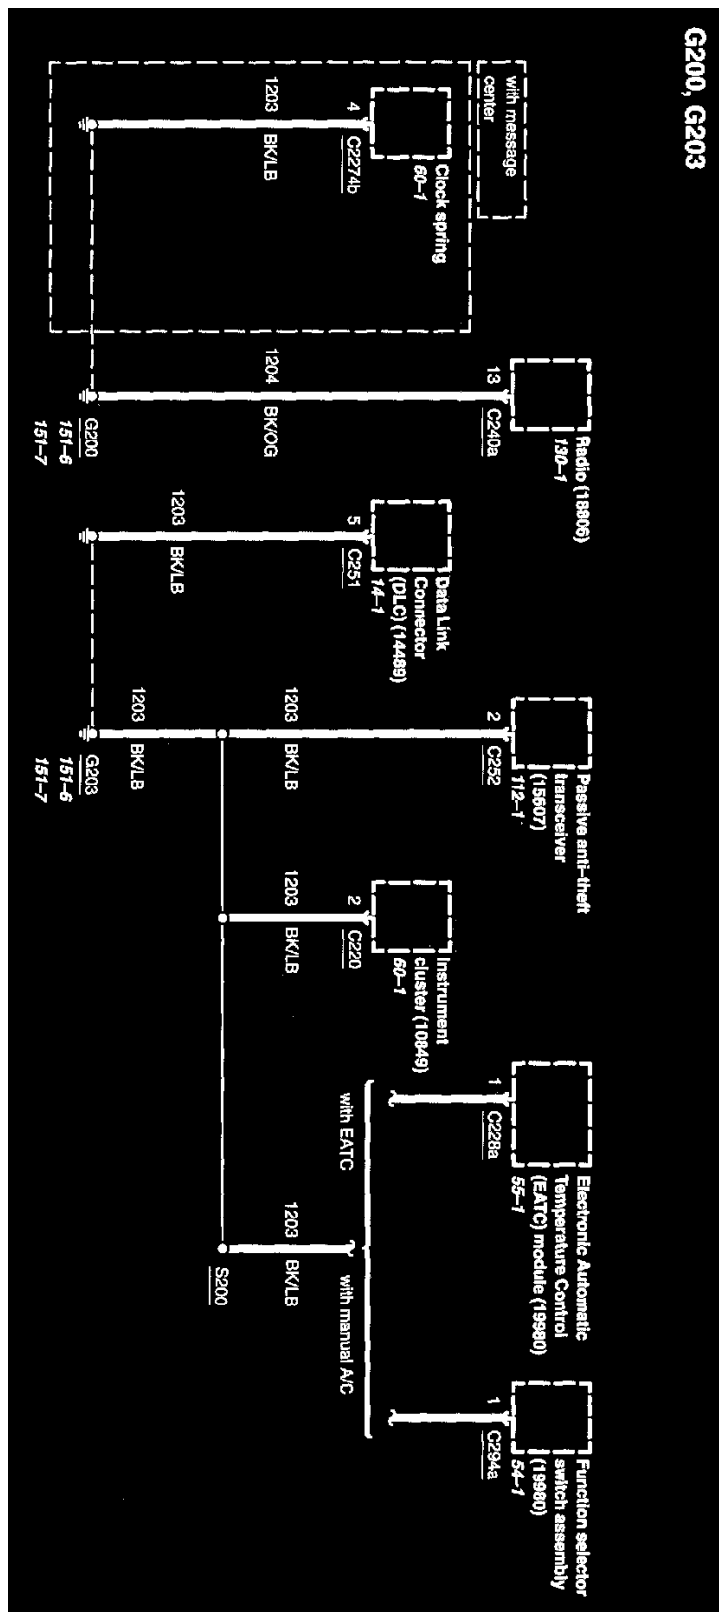 G200, G203
with message
center
Clock spring
60-1
4
C2274b
1203
BK/LB
Radio (18806)
130-1
13
C240a
1204
BK/OG
G200
151-6
151-7
Data Link
Connector
(DLC) (14489)
14-1
5
C251
1203
BK/LB
Passive anti-theft
transceiver
(15607)
112-1
2
C252
1203
BK/LB
1203
BK/LB
G203
151-6
151-7
Instrument
cluster (10849)
60-1
2
C220
1203
BK/LB
Electronic Automatic
Temperature Control
(EATC) module (19980)
55-1
1
C228a
with EATC
1203
BK/LB
S200
with manual A/C
Function selector
switch assembly
(19980)
54-1
1
C294a